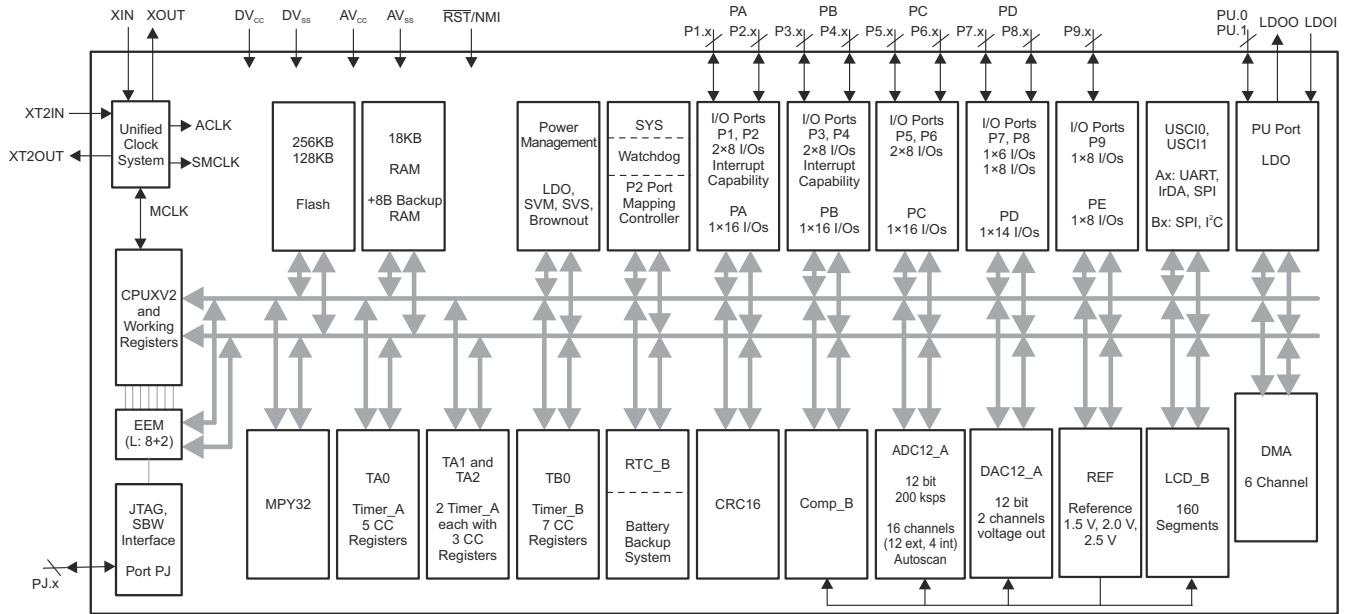 XIN
XOUT
DVCC
DVSS
AVCC
AVSS
RST/NMI
PA
P1.x
P2.x
PB
P3.x
P4.x
PC
P5.x
P6.x
PD
P7.x
P8.x
P9.x
PU.0
PU.1
LDOO
LDOI
XT2IN
XT2OUT
Unified
Clock
System
ACLK
SMCLK
MCLK
256KB
128KB
Flash
18KB
RAM
+8B Backup
RAM
Power
Management
LDO,
SVM, SVS,
Brownout
SYS
Watchdog
P2 Port
Mapping
Controller
I/O Ports
P1, P2
2×8 I/Os
Interrupt
Capability
PA
1×16 I/Os
I/O Ports
P3, P4
2×8 I/Os
Interrupt
Capability
PB
1×16 I/Os
I/O Ports
P5, P6
2×8 I/Os
PC
1×16 I/Os
I/O Ports
P7, P8
1×6 I/Os
1×8 I/Os
PD
1×14 I/Os
I/O Ports
P9
1×8 I/Os
PE
1×8 I/Os
USCI0,
USCI1
Ax: UART,
IrDA, SPI
Bx: SPI, I²C
PU Port
LDO
CPUXV2
and
Working
Registers
EEM
(L: 8+2)
JTAG,
SBW
Interface
Port PJ
PJ.x
MPY32
TA0
Timer_A
5 CC
Registers
TA1 and
TA2
2 Timer_A
each with
3 CC
Registers
TB0
Timer_B
7 CC
Registers
RTC_B
Battery
Backup
System
CRC16
Comp_B
ADC12_A
12 bit
200 ksps
16 channels
(12 ext, 4 int)
Autoscan
DAC12_A
12 bit
2 channels
voltage out
REF
Reference
1.5 V, 2.0 V,
2.5 V
LCD_B
160
Segments
DMA
6 Channel